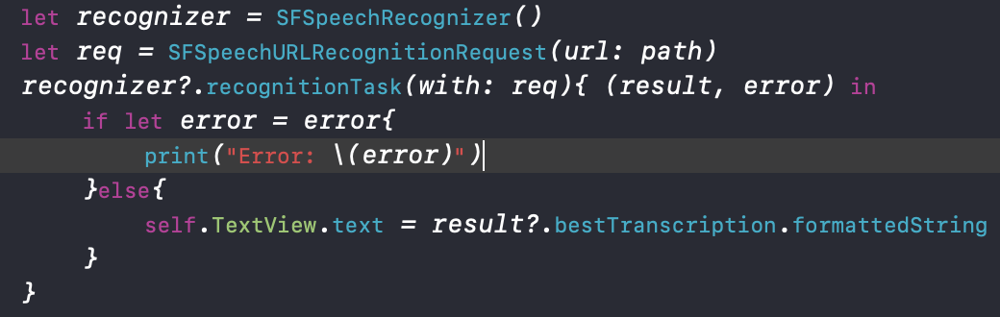 let recognizer = SFSpeechRecognizer()
let req = SFSpeechURLRecognitionRequest(url: path)
recognizer?.recognitionTask(with: req){ (result, error) in
if let error = error{
print("Error: \(error)")
}else{
self.TextView.text = result?.bestTranscription.formattedString
}
}